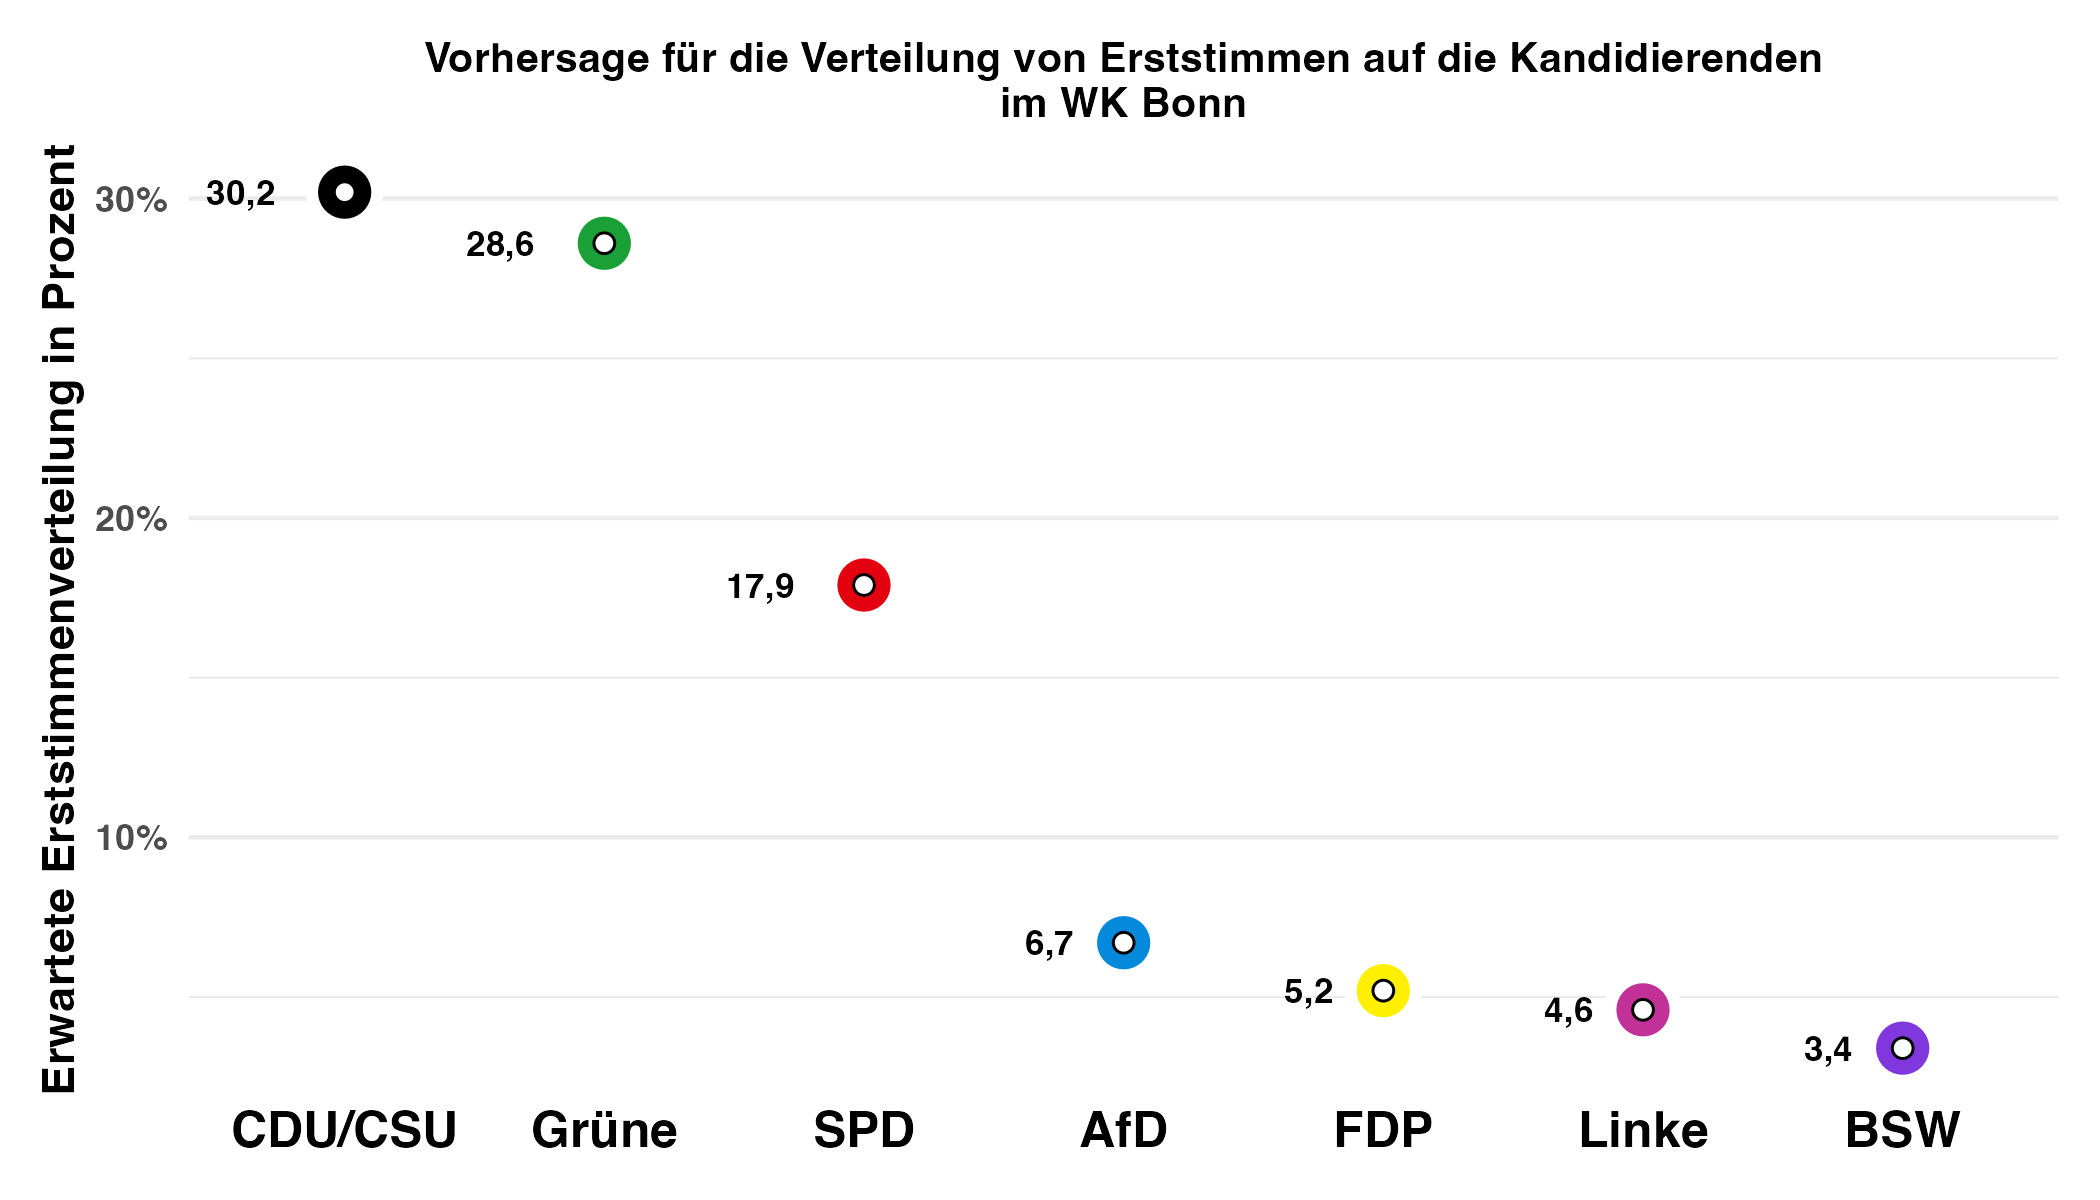 Vorhersage für die Verteilung von Erststimmen auf die Kandidierenden
im WK Bonn
Erwartete Erststimmenverteilung in Prozent
30%
20%
10%
30,2
28,6
17,9
6,7
5,2
4,6
3,4
CDU/CSU
Grüne
SPD
AfD
FDP
Linke
BSW